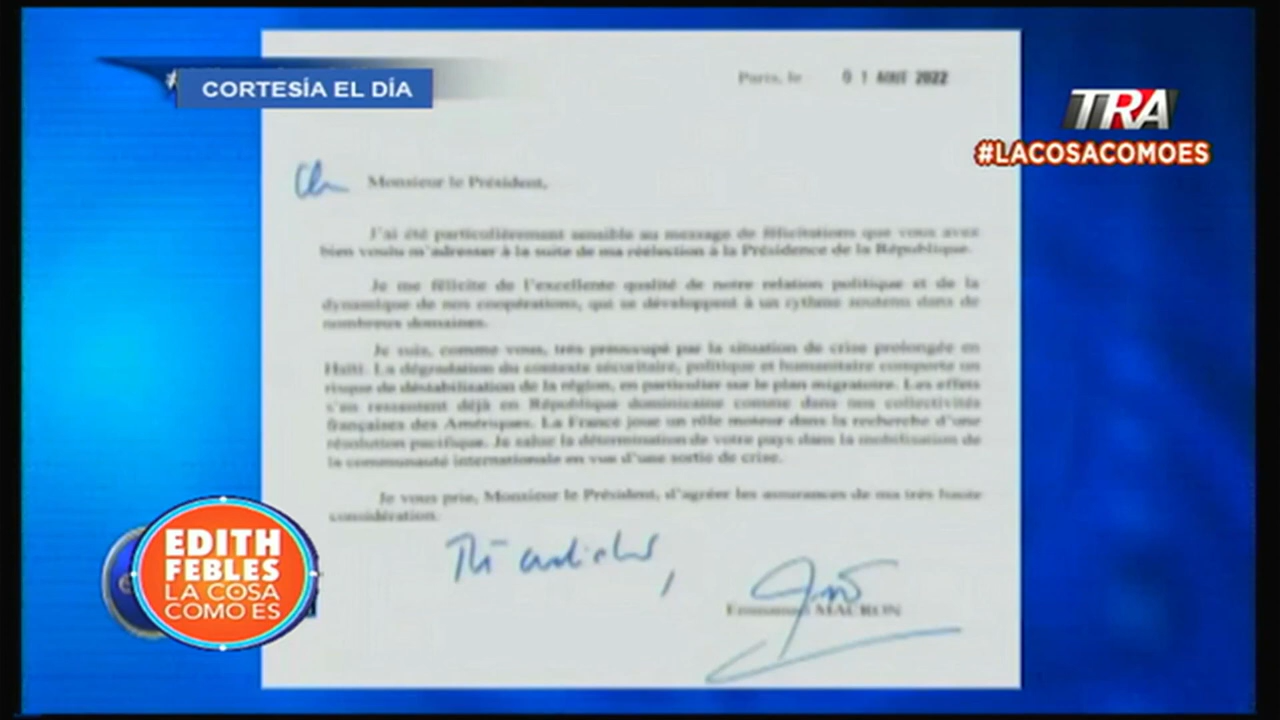 CORTESÍA EL DÍA
TRA
#LACOSACOMOES
Paris, le 01 AOUT 2022
Monsieur le Président,
J'ai été particulièrement sensible au message de félicitations que vous avez
bien voulu m'adresser à la suite de ma réélection à la Présidence de la République.
Je me félicite de l'excellente qualité de notre relation politique et de la
dynamique de nos coopérations, qui se développent à un rythme soutenu dans de
nombreux domaines.
Je suis, comme vous, très préoccupé par la situation de crise prolongée en
Haïti. La dégradation du contexte sécuritaire, politique et humanitaire comporte un
risque de déstabilisation de la région, en particulier sur le plan migratoire. Les effets
s'en ressentent déjà en République dominicaine comme dans nos collectivités
françaises des Amériques. La France joue un rôle moteur dans la recherche d'une
résolution pacifique. Je salue la détermination de votre pays dans la mobilisation de
la communauté internationale en vue d'une sortie de crise.
Je vous prie, Monsieur le Président, d'agréer les assurances de ma très haute
considération.
Emmanuel MACRON
EDITH
FEBLES
LA COSA
COMO ES